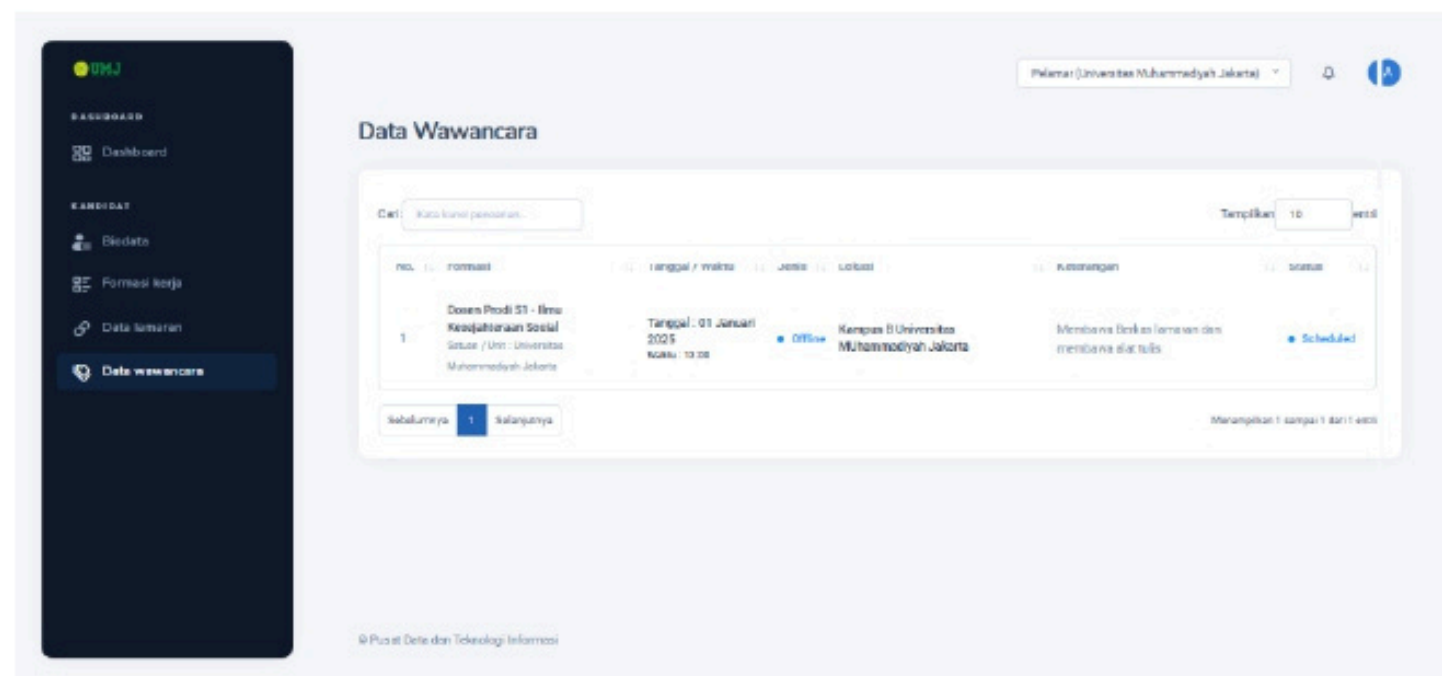 UMJ
Pelamar (Universitas Muhammadiyah Jakarta)
DASHBOARD
Dashboard
KANDIDAT
Biodata
Formasi kerja
Data lamaran
Data wawancara
Data Wawancara
Cari: Kata kunci pencarian...
Tampilkan 10 entri
No. Formasi Tanggal / Waktu Jenis Lokasi Keterangan Status
1
Dosen Prodi S1 - Ilmu
Kesejahteraan Sosial
Satuan / Unit : Universitas
Muhammadiyah Jakarta
Tanggal : 01 Januari
2025
Waktu : 13:00
Offline
Kampus B Universitas
MUhammadiyah Jakarta
Membawa Berkas lamaran dan
membawa alat tulis
Scheduled
Sebelumnya 1 Selanjutnya
Menampilkan 1 sampai 1 dari 1 entri
© Pusat Data dan Teknologi Informasi